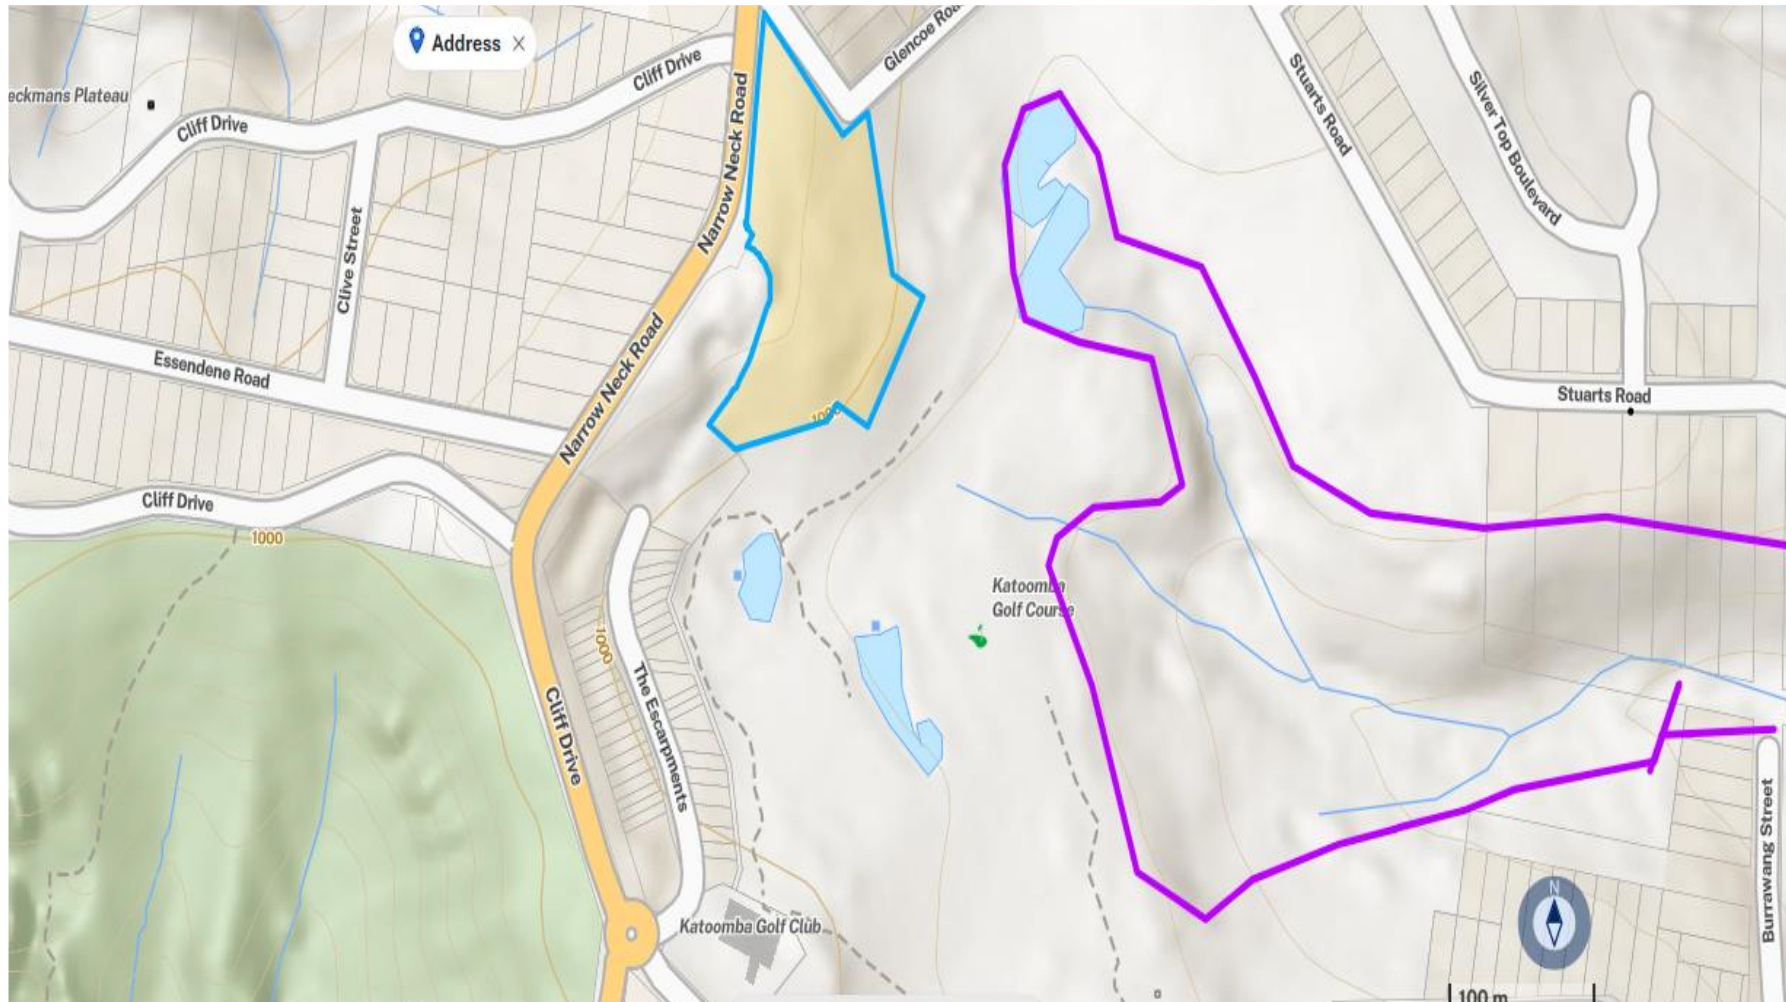 Address ×
Glencoe Roa
Cliff Drive
eckmans Plateau
Cliff Drive
Narrow Neck Road
Stuarts Road
Silver Top Boulevard
Clive Street
Essendene Road
Narrow Neck Road
Stuarts Road
1000
Cliff Drive
1000
Katoomba
Golf Course
1000
The Escarpments
Cliff Drive
Burrawang Street
Katoomba Golf Club
N
100 m